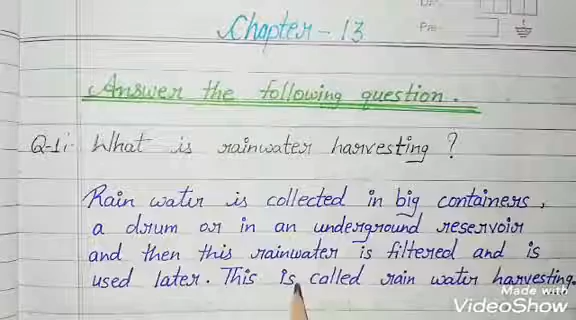 Chapter - 13
Answer the following question.
Q-1: What is rainwater harvesting?
Rain water is collected in big containers,
a drum or in an underground reservoir
and then this rainwater is filtered and is
used later. This is called rain water harvesting.
Made with
VideoShow